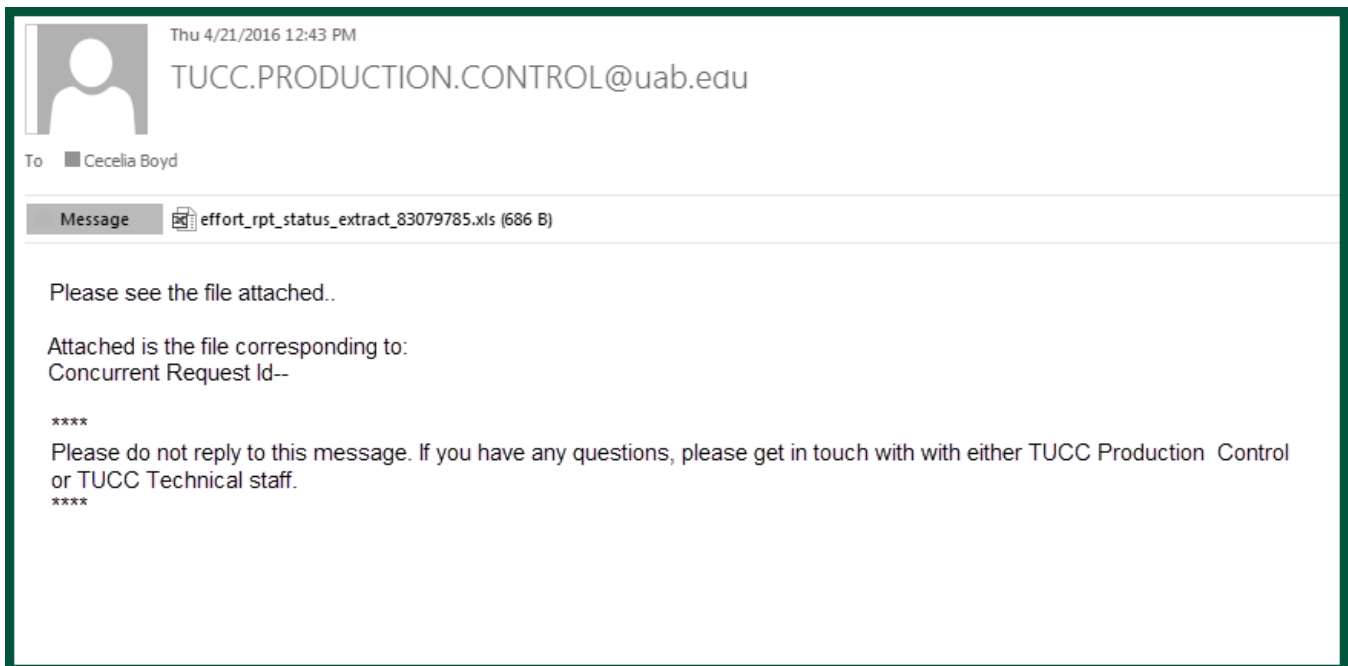 Thu 4/21/2016 12:43 PM
TUCC.PRODUCTION.CONTROL@uab.edu
To Cecelia Boyd
Message effort_rpt_status_extract_83079785.xls (686 B)
Please see the file attached..
Attached is the file corresponding to:
Concurrent Request Id--
****
Please do not reply to this message. If you have any questions, please get in touch with with either TUCC Production  Control
or TUCC Technical staff.
****